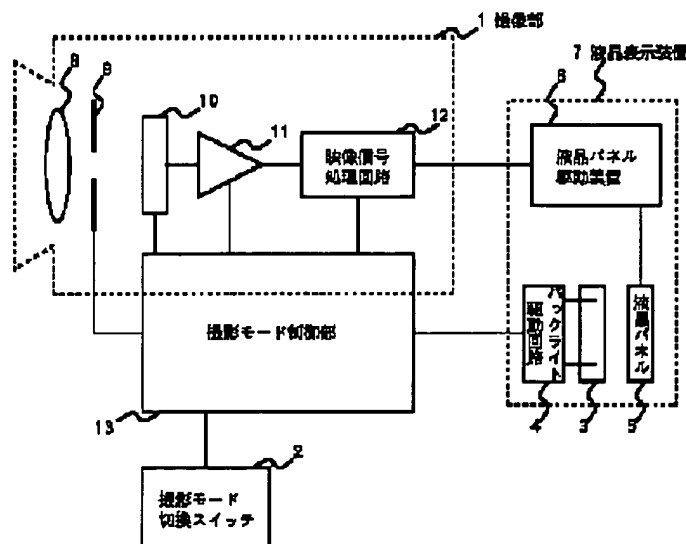 1 撮像部
7 液晶表示装置
8
9
10
11
12
6
映像信号
処理回路
液晶パネル
駆動装置
撮影モード制御部
バックライト
駆動回路
液晶パネル
13
4
3
5
2
撮影モード
切換スイッチ